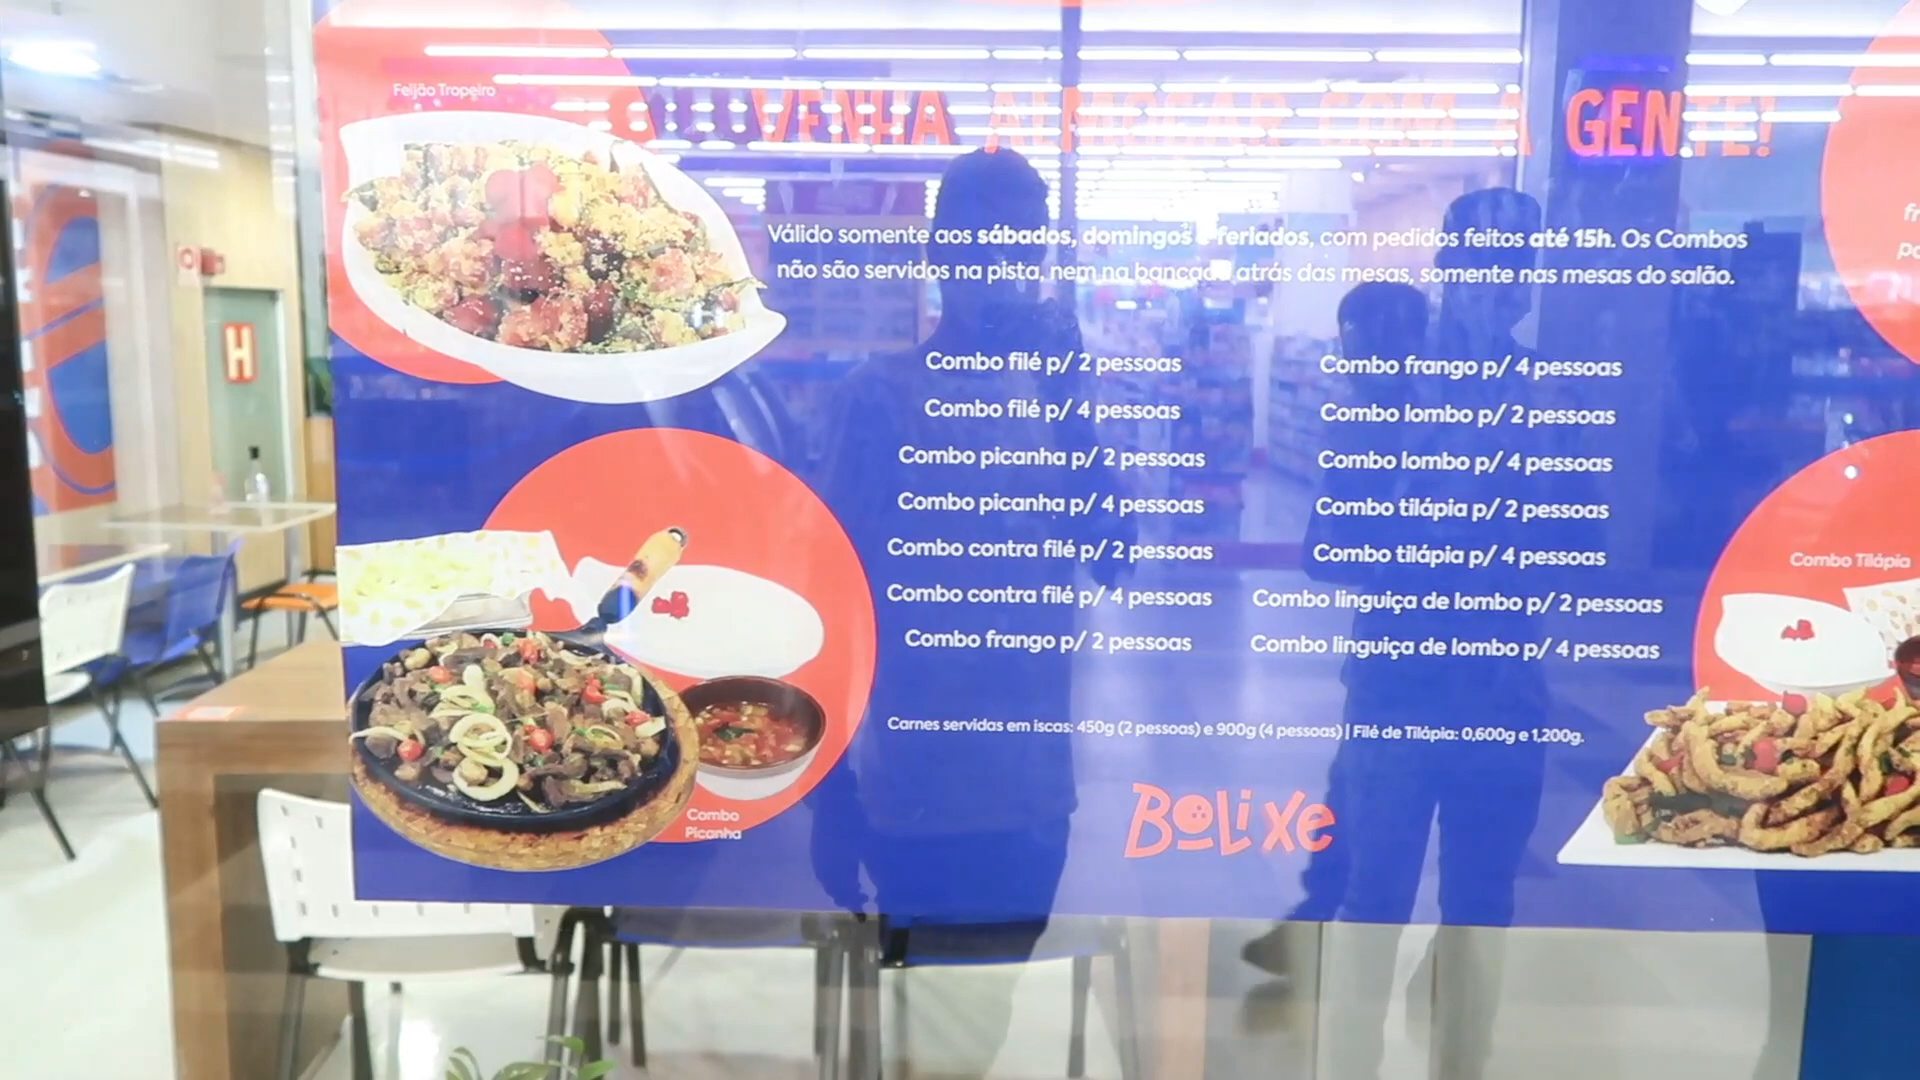 Feijão Tropeiro
VENHA ALMOÇAR COM A GENTE!
Válido somente aos sábados, domingos e feriados, com pedidos feitos até 15h. Os Combos
não são servidos na pista, nem na bancada atrás das mesas, somente nas mesas do salão.
Combo filé p/ 2 pessoas
Combo filé p/ 4 pessoas
Combo picanha p/ 2 pessoas
Combo picanha p/ 4 pessoas
Combo contra filé p/ 2 pessoas
Combo contra filé p/ 4 pessoas
Combo frango p/ 2 pessoas
Combo frango p/ 4 pessoas
Combo lombo p/ 2 pessoas
Combo lombo p/ 4 pessoas
Combo tilápia p/ 2 pessoas
Combo tilápia p/ 4 pessoas
Combo linguiça de lombo p/ 2 pessoas
Combo linguiça de lombo p/ 4 pessoas
Carnes servidas em iscas: 450g (2 pessoas) e 900g (4 pessoas) | Filé de Tilápia: 0,600g e 1,200g.
BOLiXe
Combo
Picanha
Combo Tilápia
H